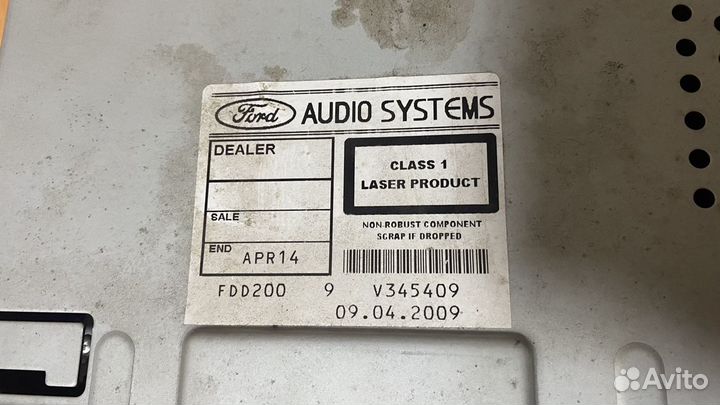 Ford AUDIO SYSTEMS
DEALER
SALE
END APR14
CLASS 1
LASER PRODUCT
NON ROBUST COMPONENT
SCRAP IF DROPPED
FDD200 9 V345409
09.04.2009
Avito